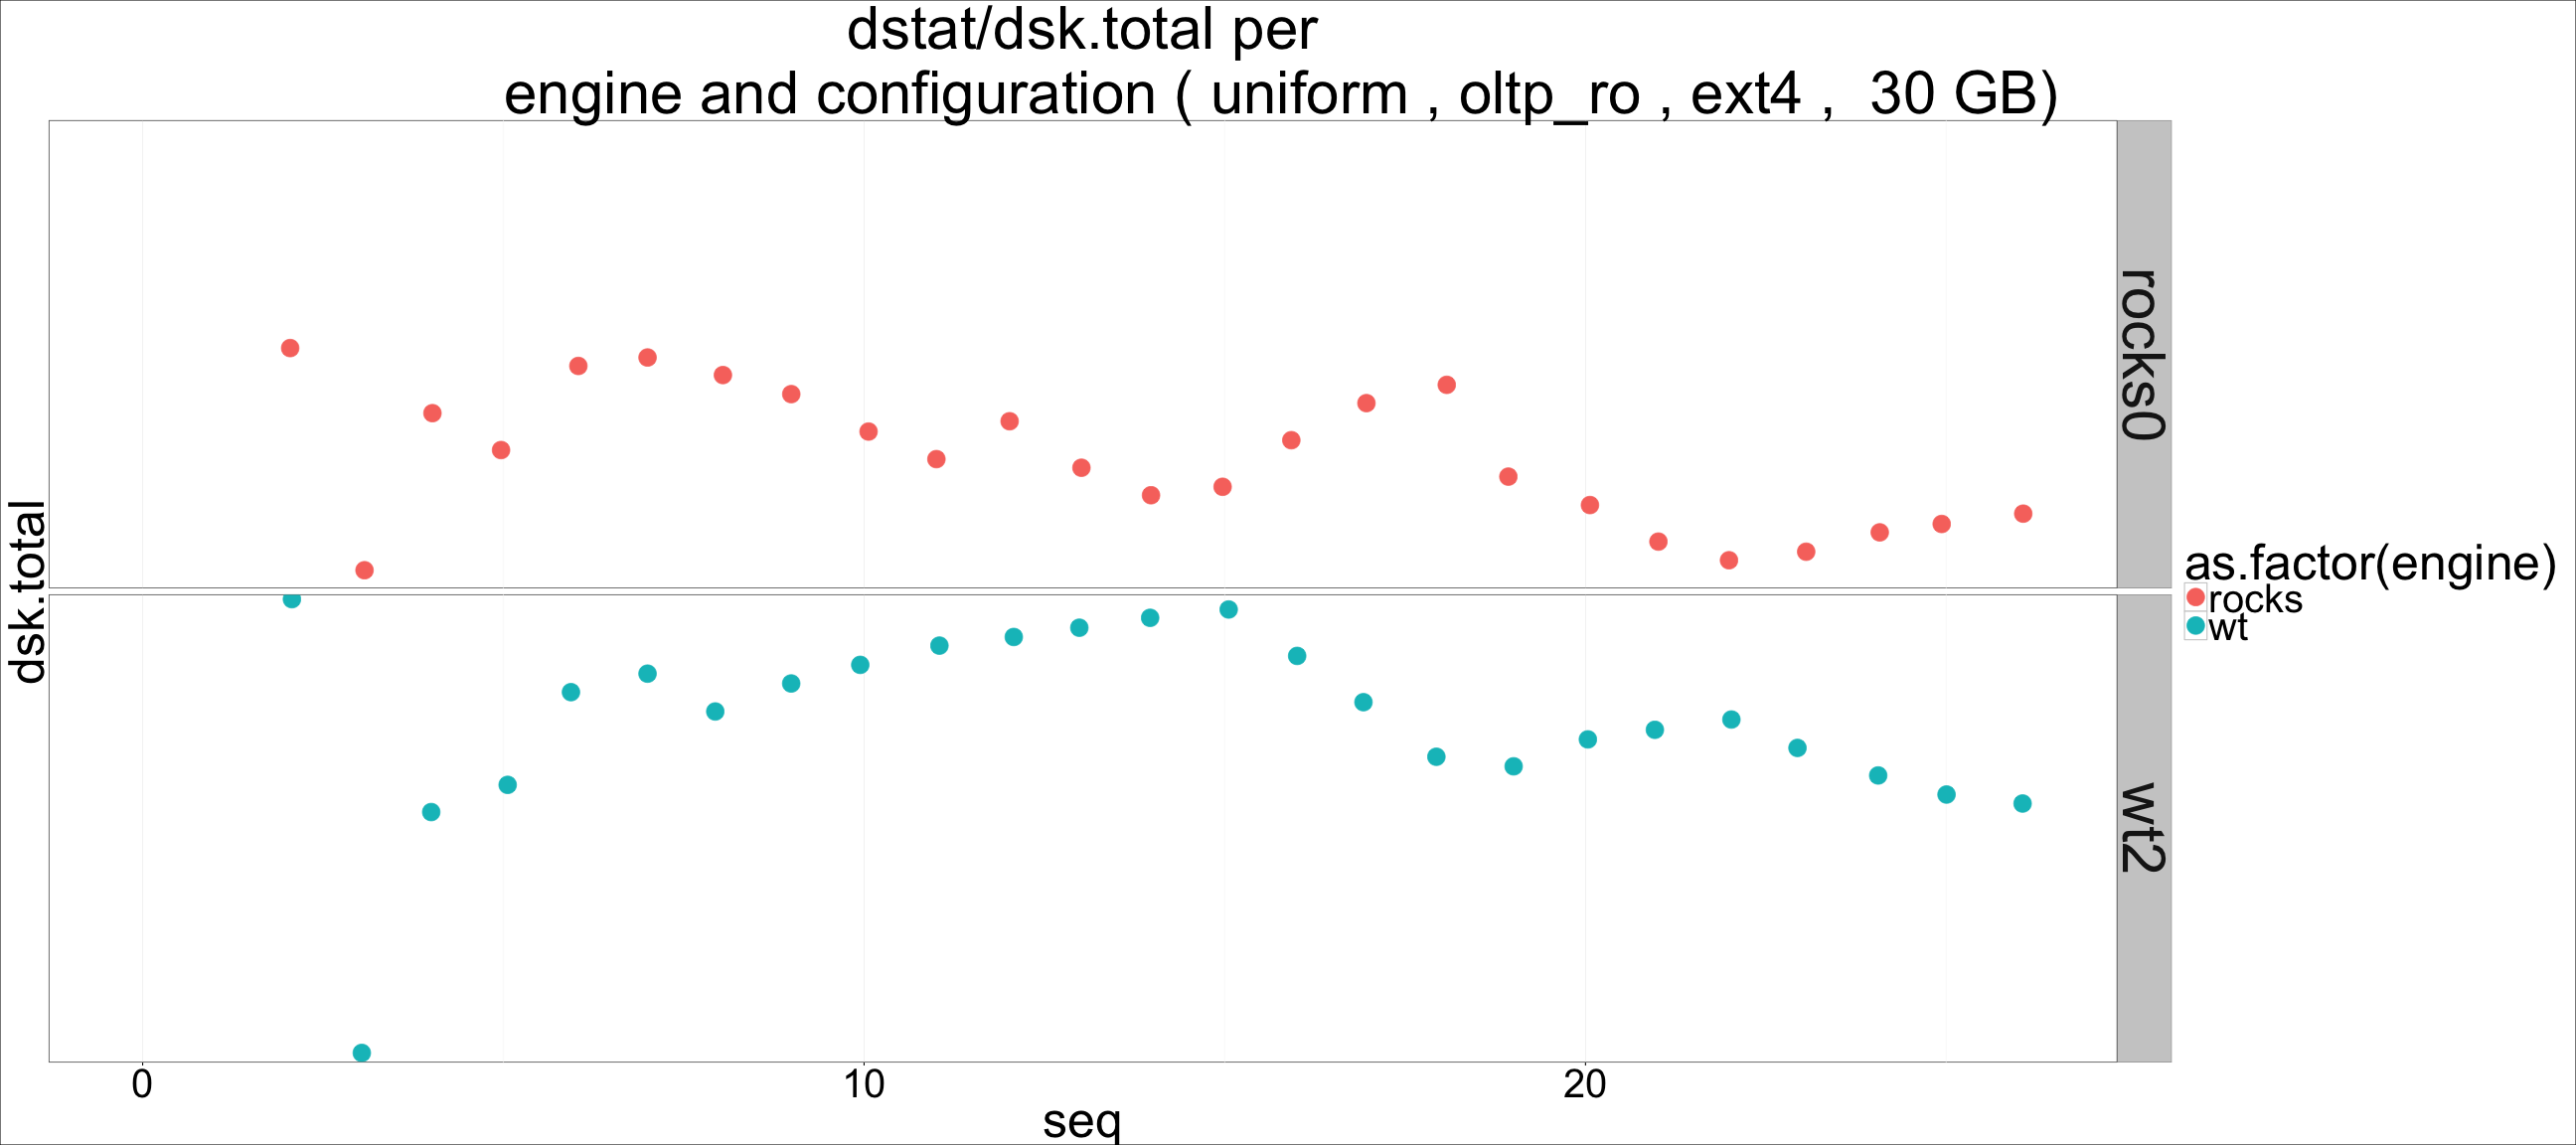 dstat/dsk.total per
engine and configuration ( uniform , oltp_ro , ext4 ,  30 GB)
rocks0
dsk.total
as.factor(engine)
rocks
wt
wt2
0
10
20
seq